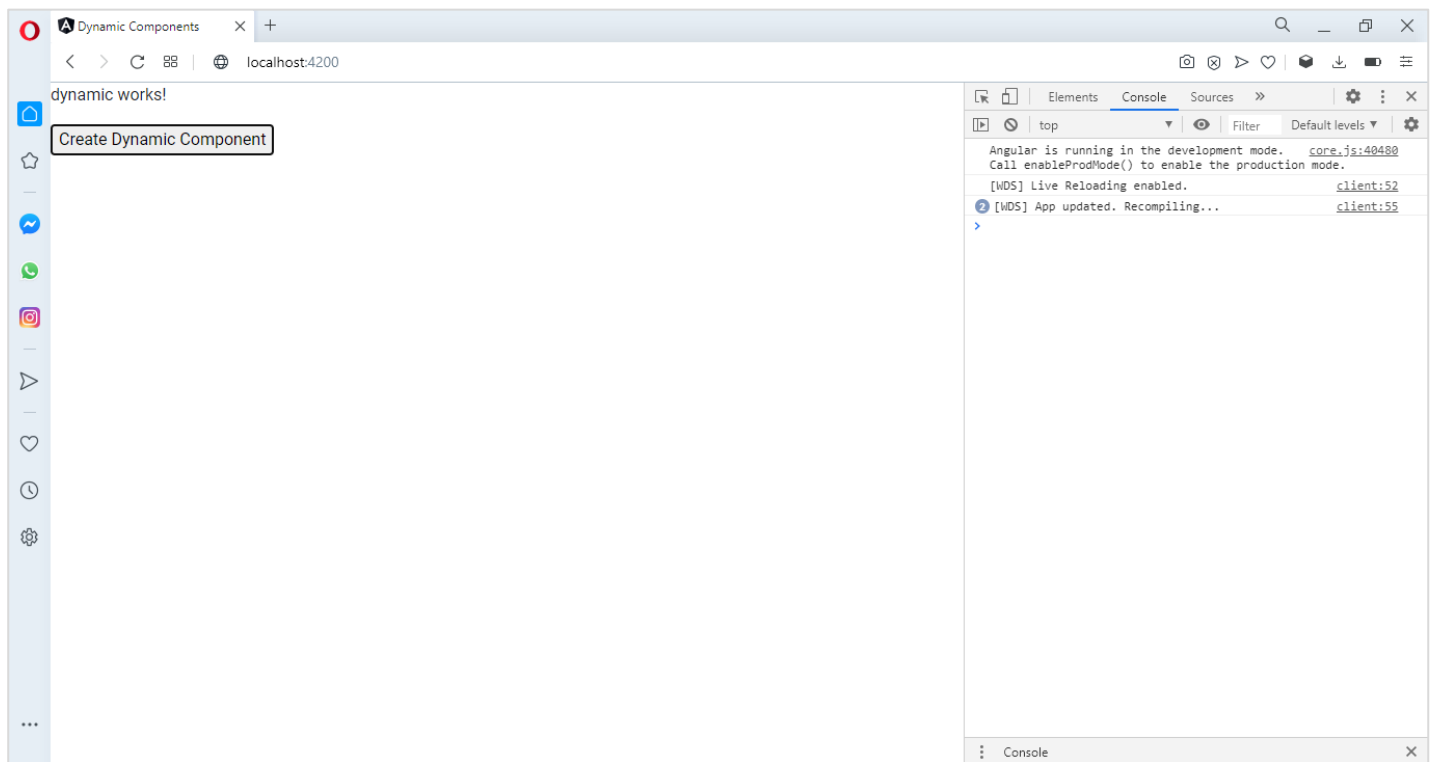 Dynamic Components
localhost:4200
dynamic works!
Create Dynamic Component
Elements Console Sources »
top Filter Default levels ▼
Angular is running in the development mode. core.js:40480
Call enableProdMode() to enable the production mode.
[WDS] Live Reloading enabled. client:52
2 [WDS] App updated. Recompiling... client:55
Console